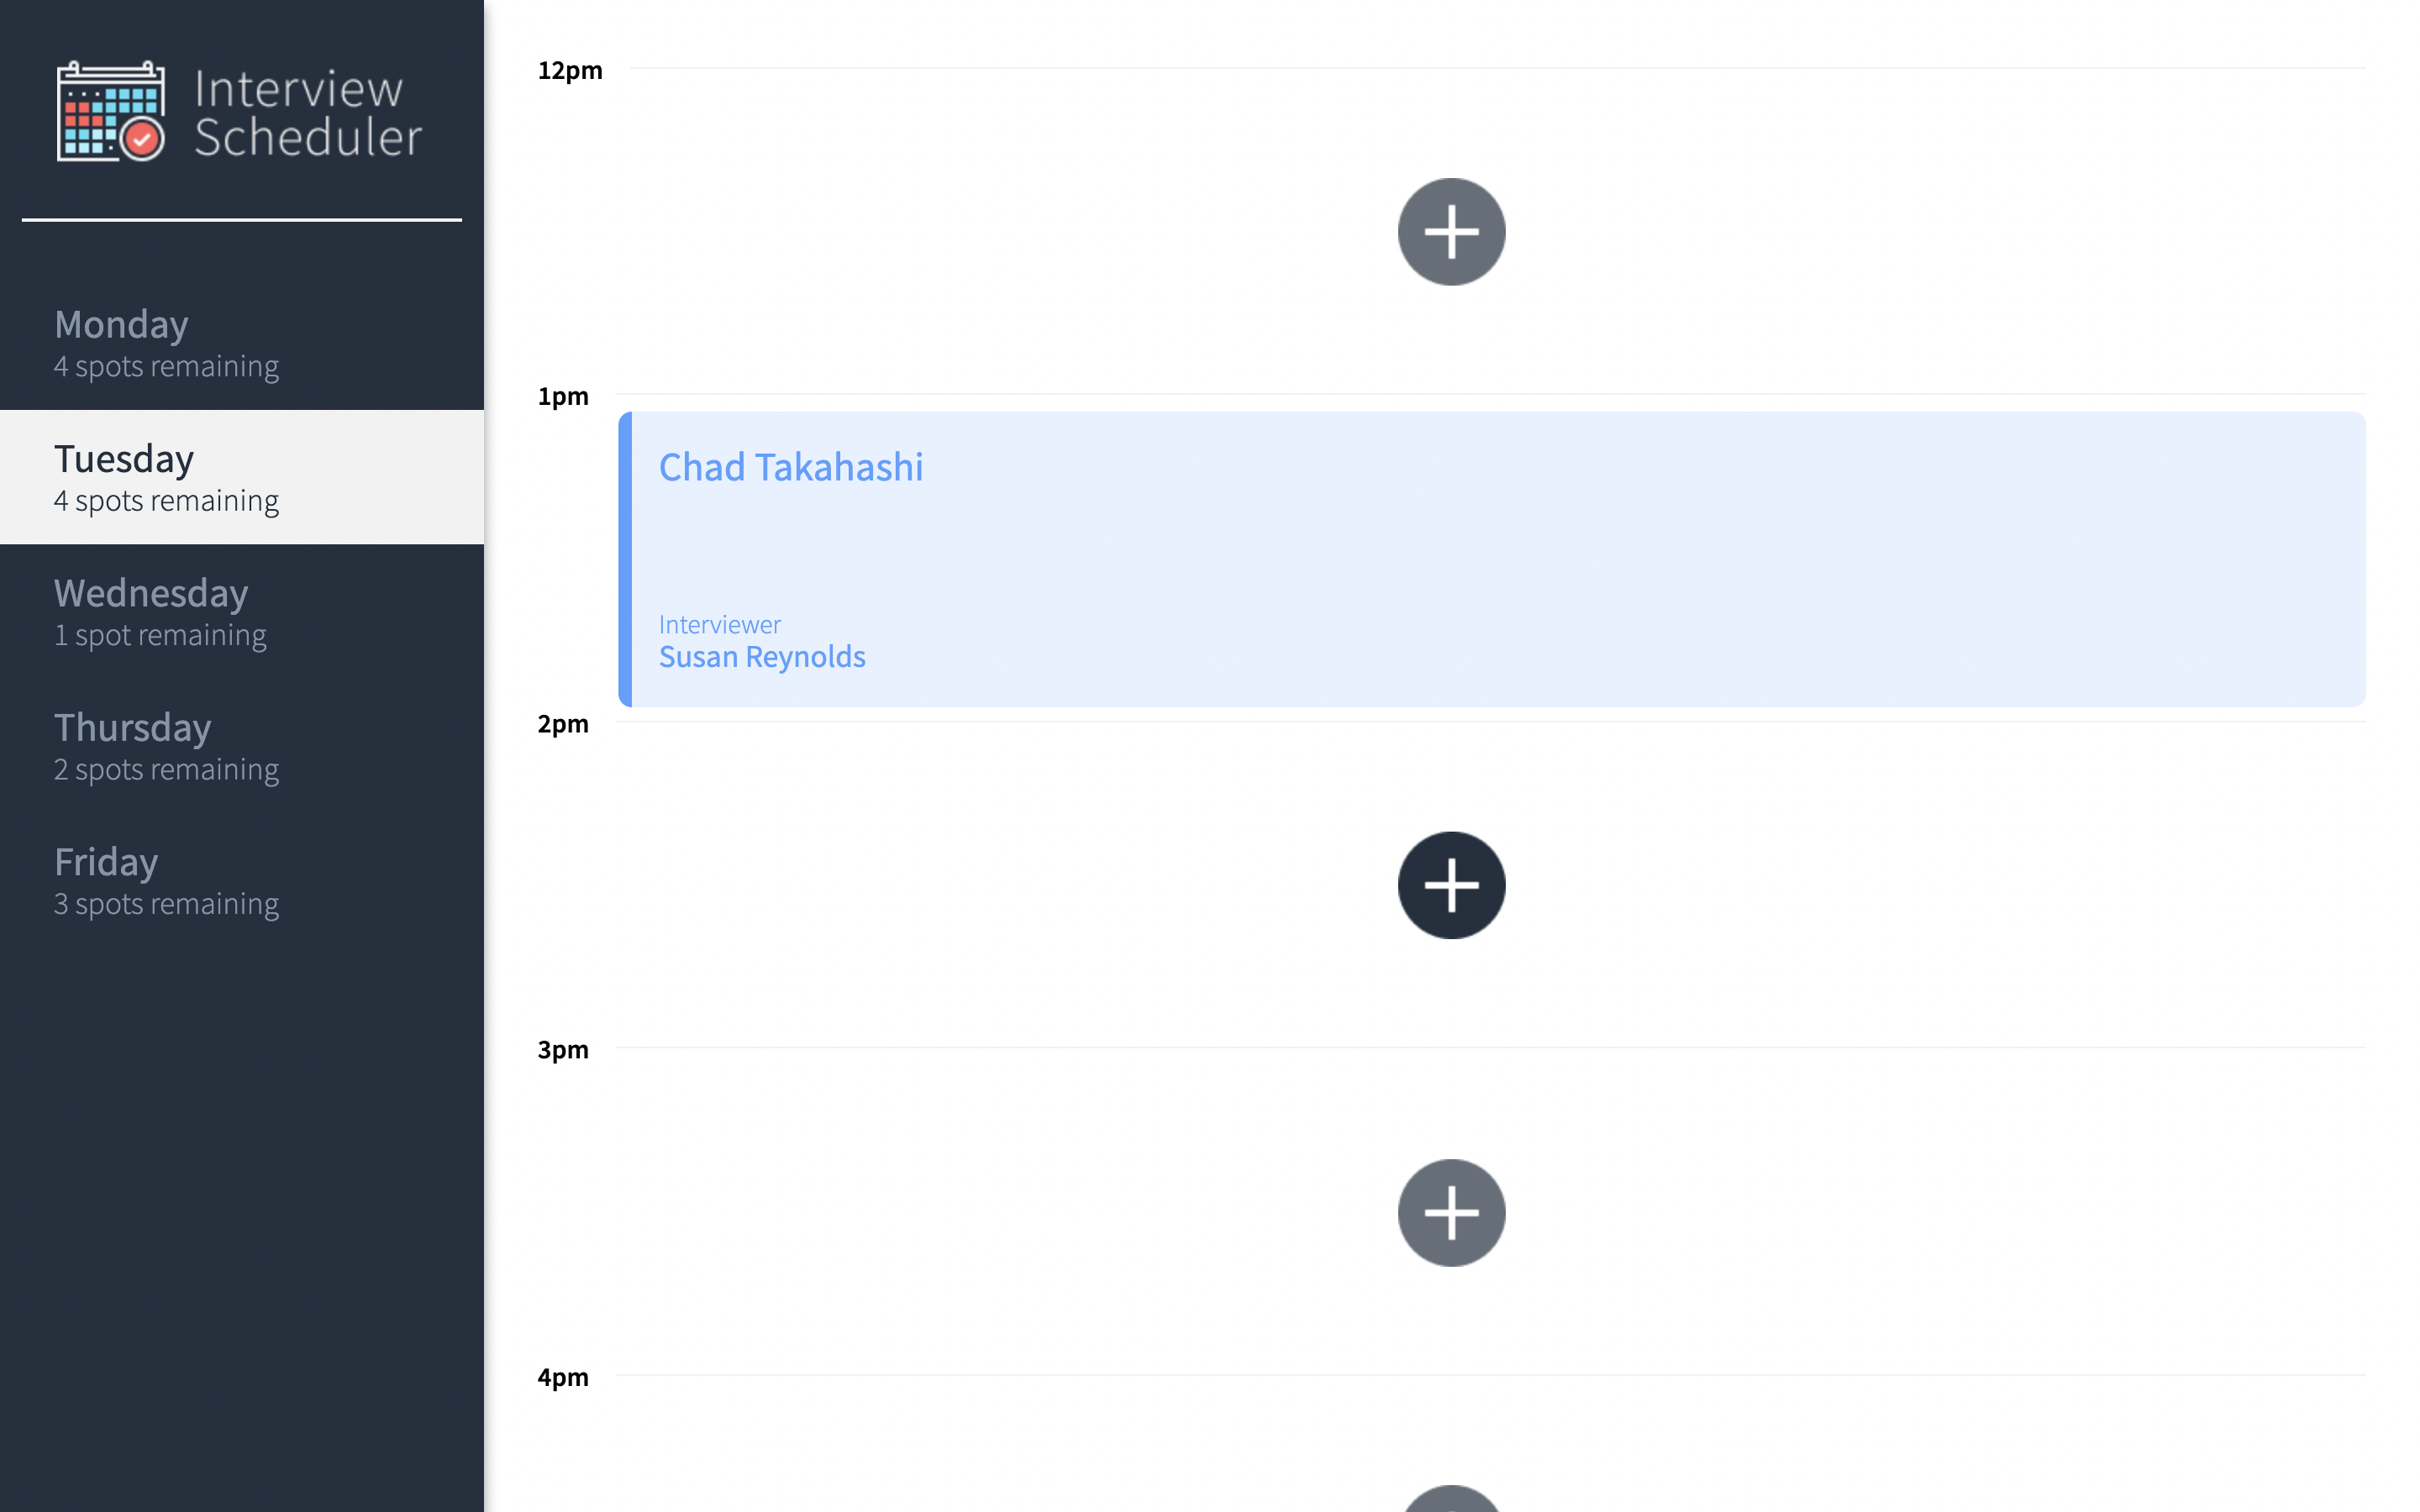 Interview
Scheduler
Monday
4 spots remaining
Tuesday
4 spots remaining
Wednesday
1 spot remaining
Thursday
2 spots remaining
Friday
3 spots remaining
12pm
1pm
Chad Takahashi
Interviewer
Susan Reynolds
2pm
3pm
4pm